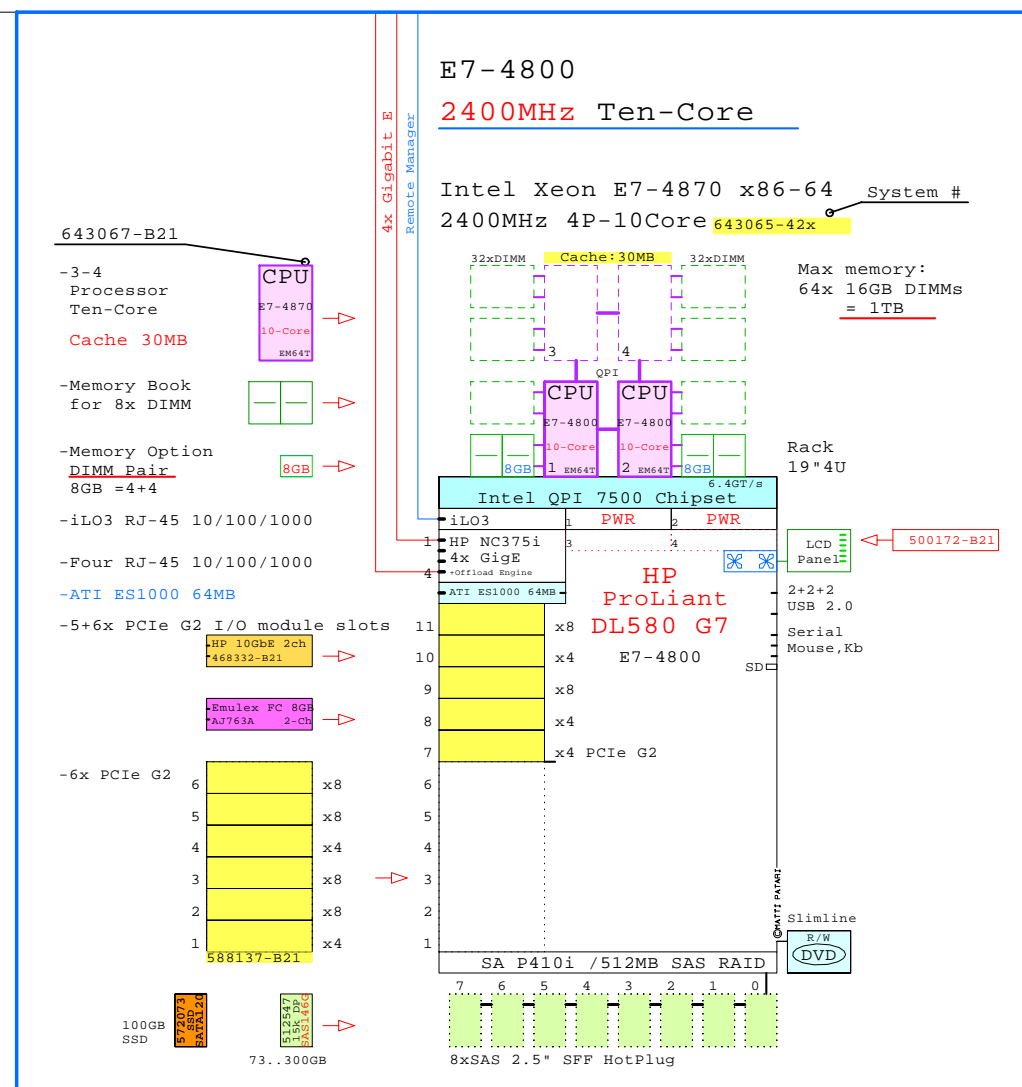 E7-4800
2400MHz Ten-Core
4x Gigabit E
Remote Manager
Intel Xeon E7-4870 x86-64
System #
2400MHz 4P-10Core 643065-42x
643067-B21
-3-4
Processor
Ten-Core
Cache 30MB
CPU
E7-4870
10-Core
EM64T
32xDIMM
Cache:30MB
32xDIMM
Max memory:
64x 16GB DIMMs
= 1TB
3
4
QPI
CPU
E7-4800
10-Core
1 EM64T
CPU
E7-4800
10-Core
2 EM64T
8GB
8GB
-Memory Book
for 8x DIMM
-Memory Option
DIMM Pair
8GB =4+4
8GB
Rack
19"4U
6.4GT/s
Intel QPI 7500 Chipset
-iLO3 RJ-45 10/100/1000
iLO3
1 PWR
2 PWR
3
4
1 HP NC375i
4x GigE
4 +Offload Engine
ATI ES1000 64MB
-Four RJ-45 10/100/1000
-ATI ES1000 64MB
HP
ProLiant
DL580 G7
E7-4800
LCD
Panel
500172-B21
2+2+2
USB 2.0
Serial
Mouse,Kb
SD
-5+6x PCIe G2 I/O module slots
HP 10GbE 2ch
468332-B21
Emulex FC 8GB
AJ763A 2-Ch
11 x8
10 x4
9 x8
8 x4
7 x4 PCIe G2
-6x PCIe G2
6 x8
5 x8
4 x4
3 x8
2 x8
1 x4
588137-B21
6
5
4
3
2
1
©MATTI PATARI
Slimline
R/W
DVD
SA P410i /512MB SAS RAID
7 6 5 4 3 2 1 0
100GB
SSD
572073
SSD
SATA120
512547
15k DP
SAS146G
73..300GB
8xSAS 2.5" SFF HotPlug